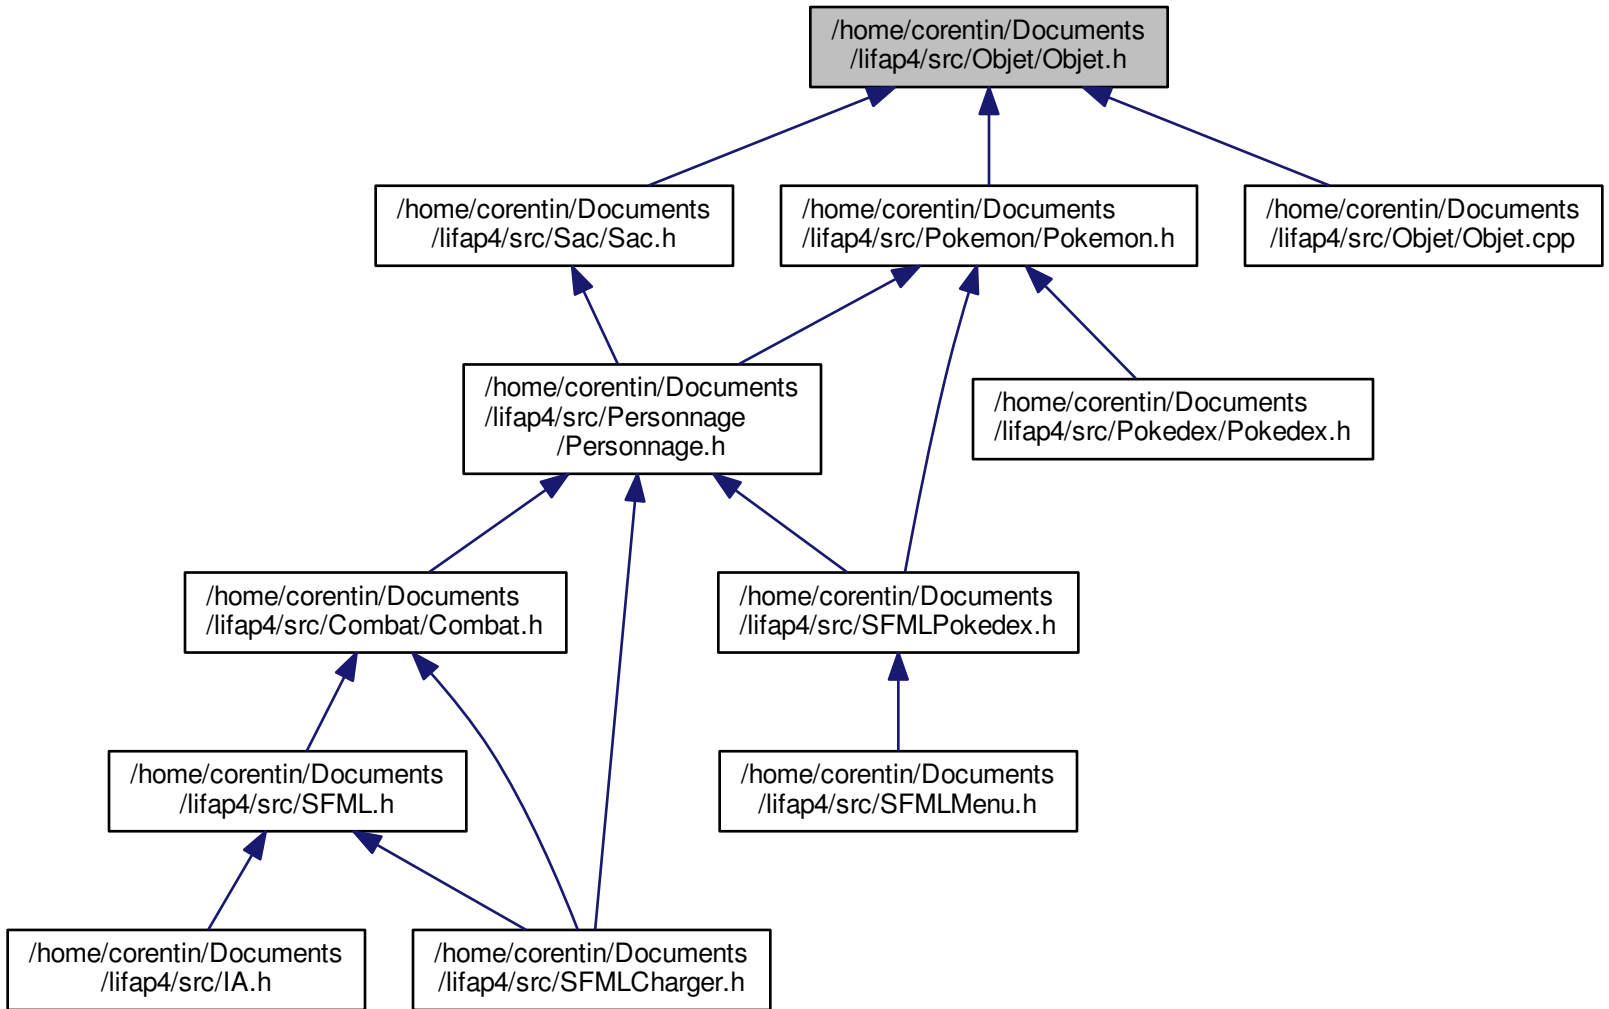 /home/corentin/Documents
/lifap4/src/Objet/Objet.h
/home/corentin/Documents
/lifap4/src/Sac/Sac.h
/home/corentin/Documents
/lifap4/src/Pokemon/Pokemon.h
/home/corentin/Documents
/lifap4/src/Objet/Objet.cpp
/home/corentin/Documents
/lifap4/src/Personnage
/Personnage.h
/home/corentin/Documents
/lifap4/src/Pokedex/Pokedex.h
/home/corentin/Documents
/lifap4/src/Combat/Combat.h
/home/corentin/Documents
/lifap4/src/SFMLPokedex.h
/home/corentin/Documents
/lifap4/src/SFML.h
/home/corentin/Documents
/lifap4/src/SFMLMenu.h
/home/corentin/Documents
/lifap4/src/IA.h
/home/corentin/Documents
/lifap4/src/SFMLCharger.h